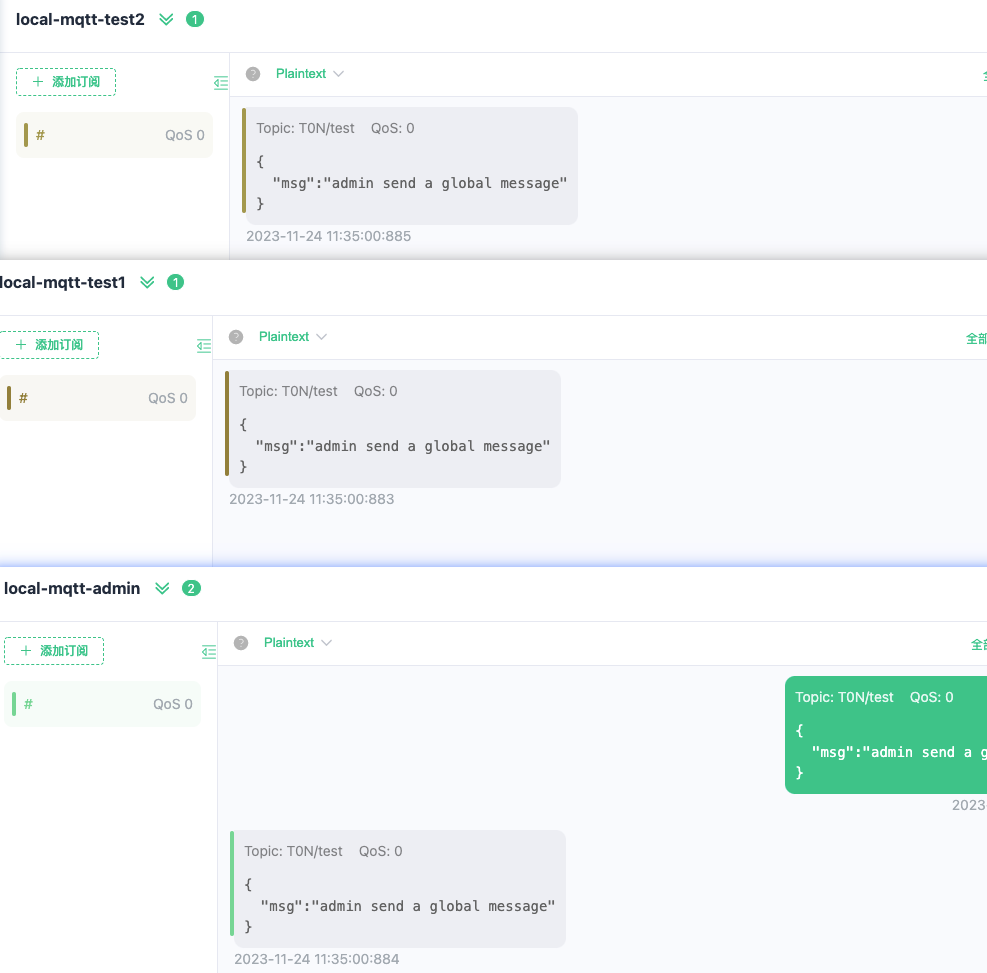 local-mqtt-test2 1
+ 添加订阅
? Plaintext
# QoS 0
Topic: T0N/test QoS: 0
{
"msg":"admin send a global message"
}
2023-11-24 11:35:00:885
local-mqtt-test1 1
+ 添加订阅
? Plaintext
全部
# QoS 0
Topic: T0N/test QoS: 0
{
"msg":"admin send a global message"
}
2023-11-24 11:35:00:883
local-mqtt-admin 2
+ 添加订阅
? Plaintext
全
# QoS 0
Topic: T0N/test QoS: 0
{
"msg":"admin send a g
}
2023-
Topic: T0N/test QoS: 0
{
"msg":"admin send a global message"
}
2023-11-24 11:35:00:884